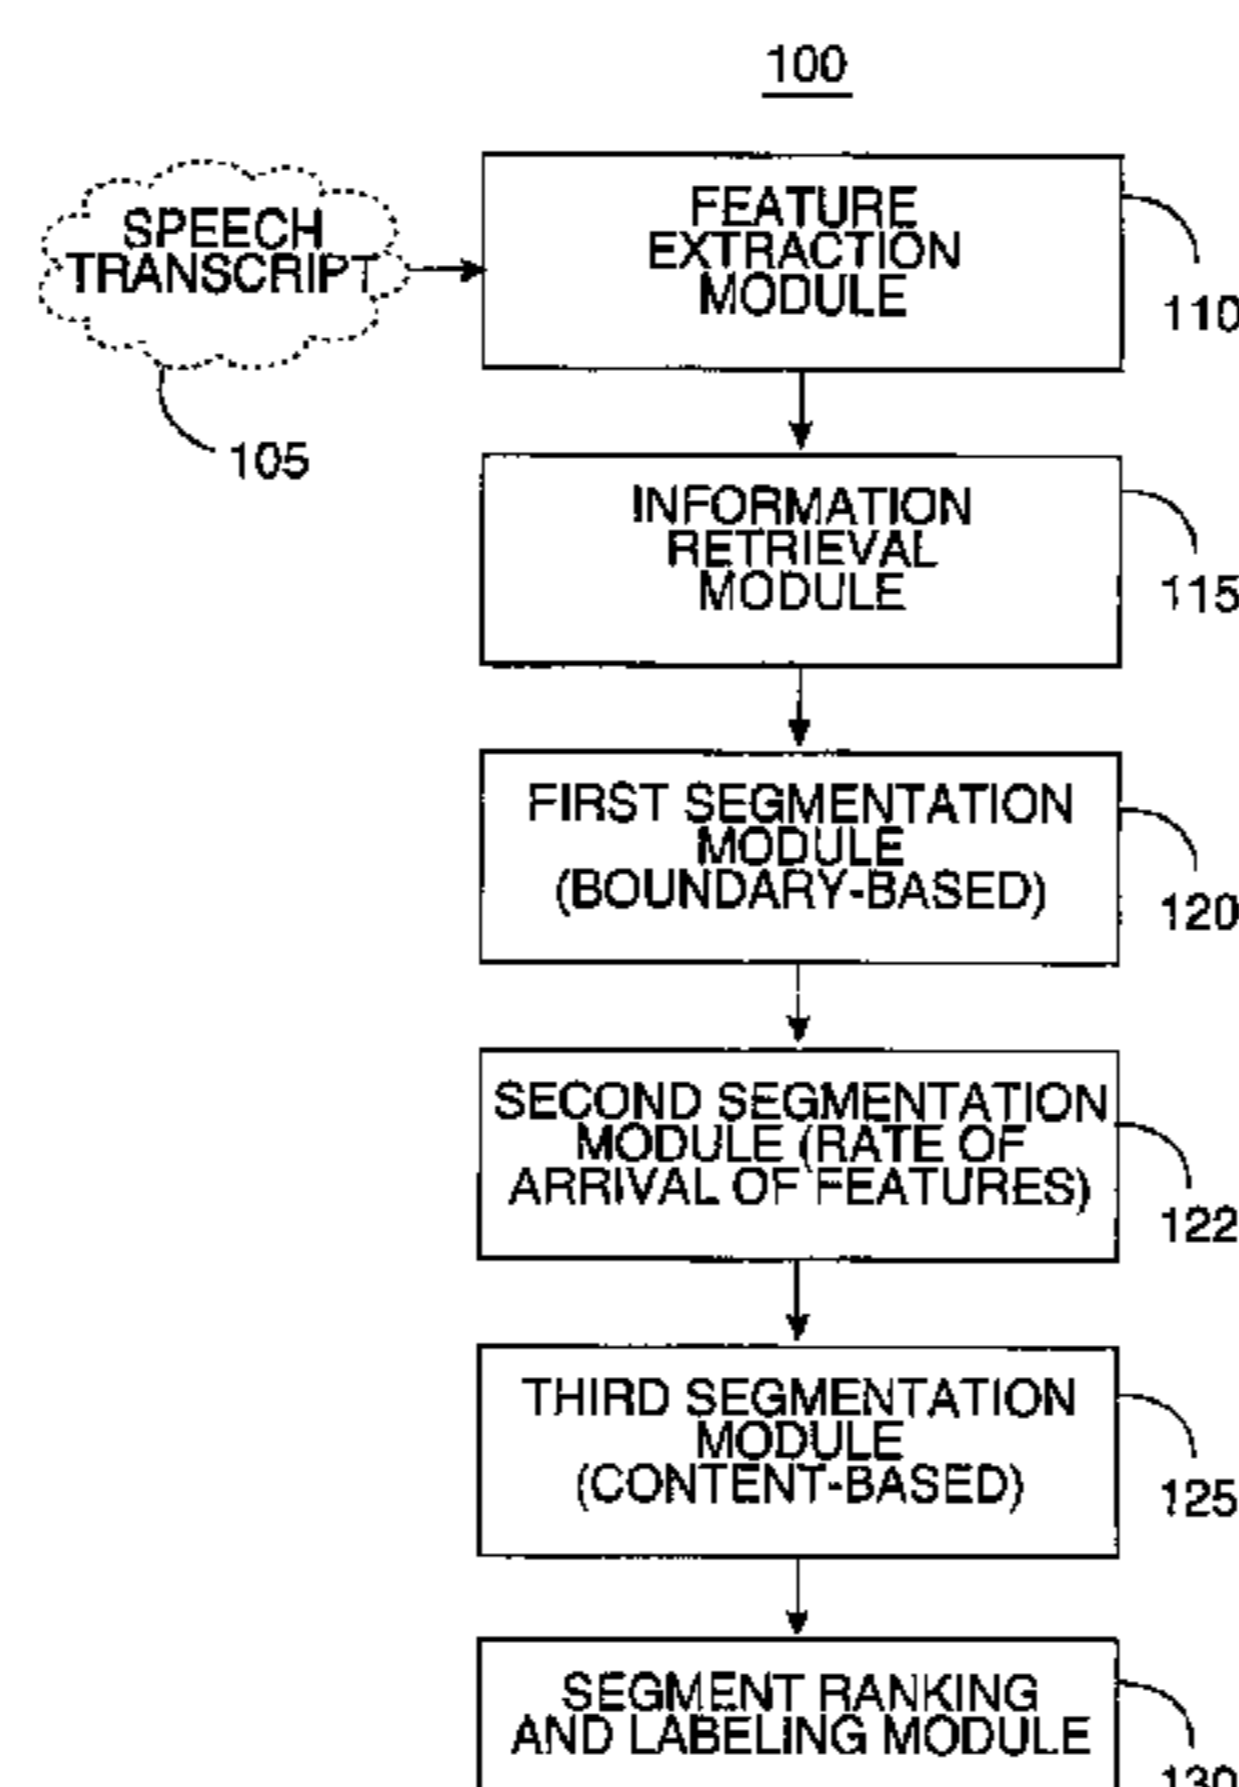 100
SPEECH
TRANSCRIPT
105
FEATURE
EXTRACTION
MODULE
110
INFORMATION
RETRIEVAL
MODULE
115
FIRST SEGMENTATION
MODULE
(BOUNDARY-BASED)
120
SECOND SEGMENTATION
MODULE (RATE OF
ARRIVAL OF FEATURES)
122
THIRD SEGMENTATION
MODULE
(CONTENT-BASED)
125
SEGMENT RANKING
AND LABELING MODULE
130